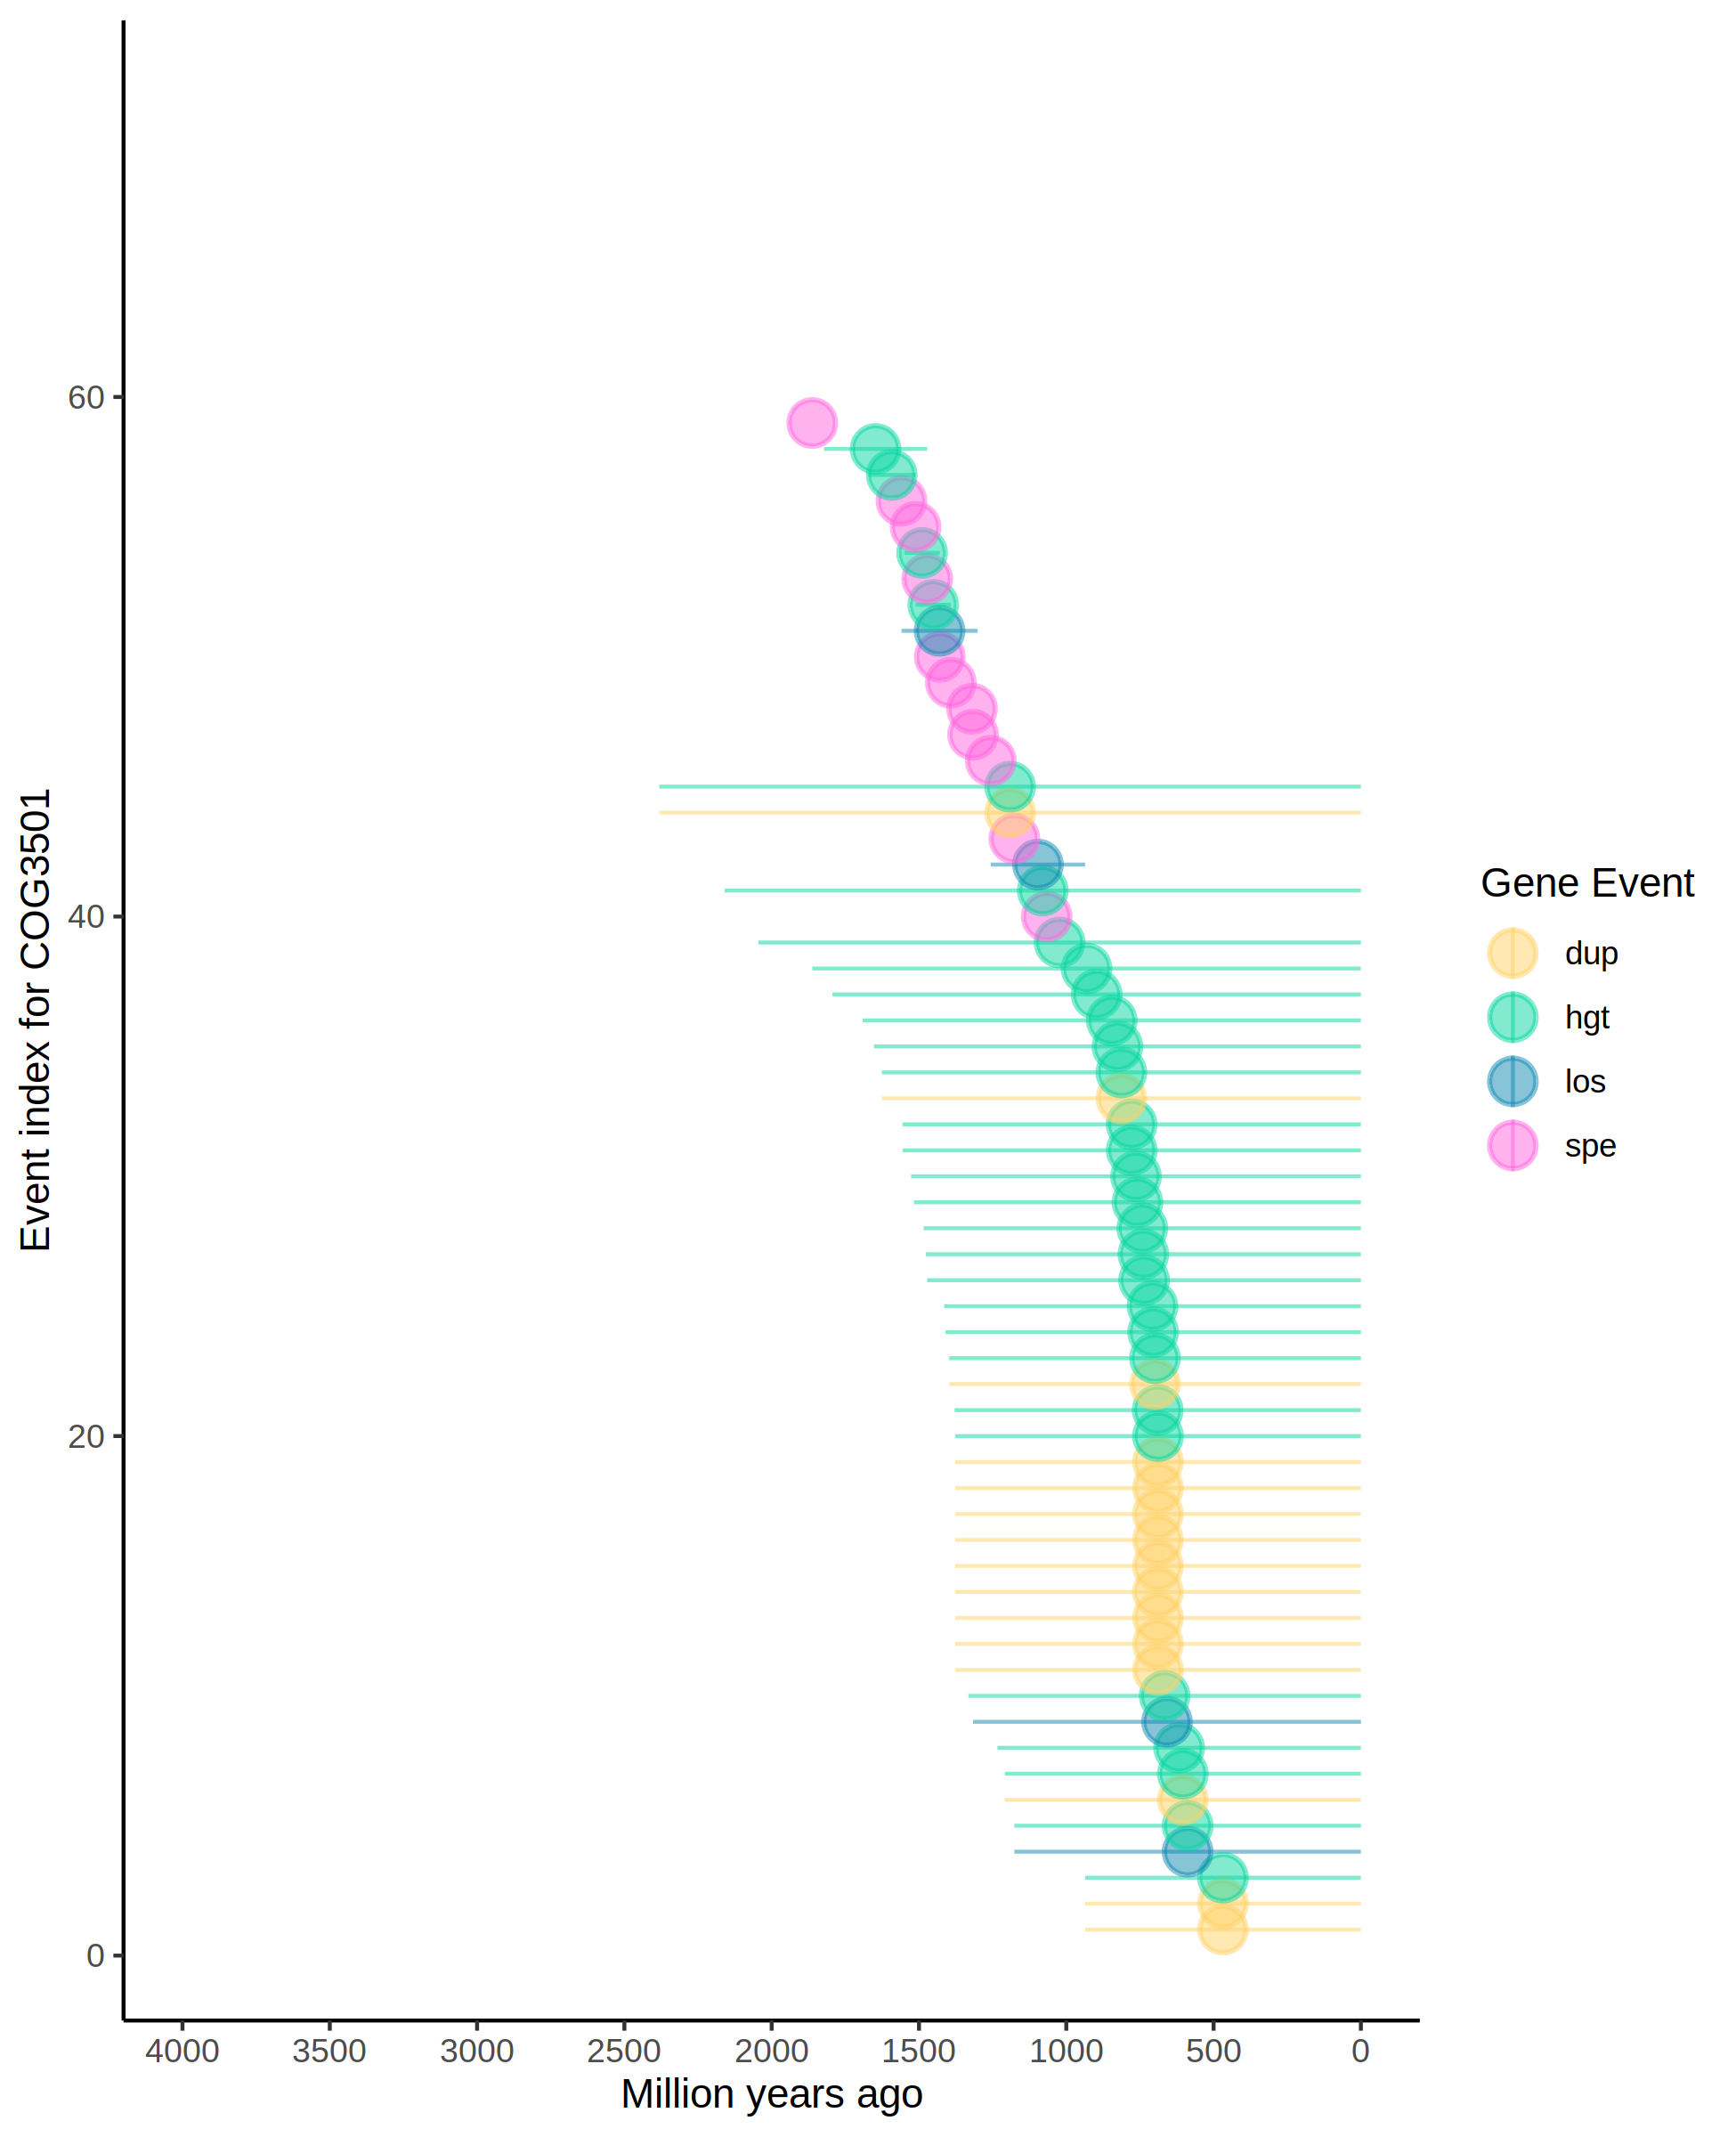 60
40
20
0
Event index for COG3501
4000 3500 3000 2500 2000 1500 1000 500 0
Million years ago
Gene Event
dup
hgt
los
spe